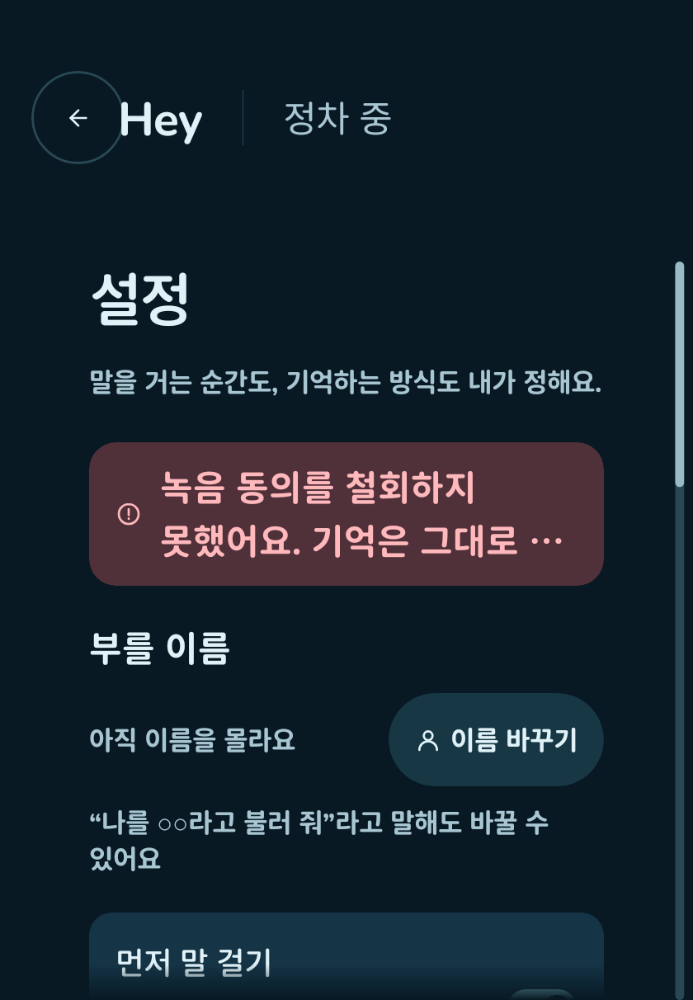 Hey
정차 중
설정
말을 거는 순간도, 기억하는 방식도 내가 정해요.
녹음 동의를 철회하지
못했어요. 기억은 그대로 …
부를 이름
아직 이름을 몰라요
이름 바꾸기
“나를 ○○라고 불러 줘”라고 말해도 바꿀 수
있어요
먼저 말 걸기